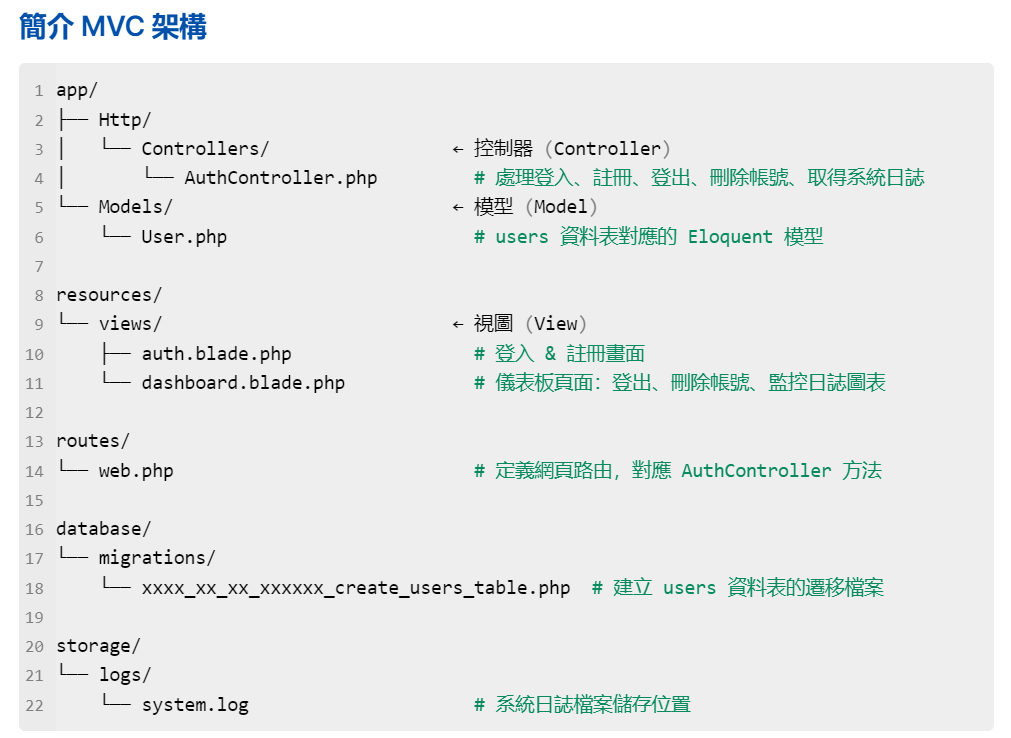 簡介 MVC 架構
1 app/
2 ├── Http/
3 │   └── Controllers/                 ← 控制器 (Controller)
4 │       └── AuthController.php         # 處理登入、註冊、登出、刪除帳號、取得系統日誌
5 └── Models/                          ← 模型 (Model)
6     └── User.php                       # users 資料表對應的 Eloquent 模型
7
8 resources/
9 └── views/                           ← 視圖 (View)
10     ├── auth.blade.php                 # 登入 & 註冊畫面
11     └── dashboard.blade.php            # 儀表板頁面: 登出、刪除帳號、監控日誌圖表
12
13 routes/
14 └── web.php                            # 定義網頁路由, 對應 AuthController 方法
15
16 database/
17 └── migrations/
18     └── xxxx_xx_xx_xxxxxx_create_users_table.php  # 建立 users 資料表的遷移檔案
19
20 storage/
21 └── logs/
22     └── system.log                     # 系統日誌檔案儲存位置